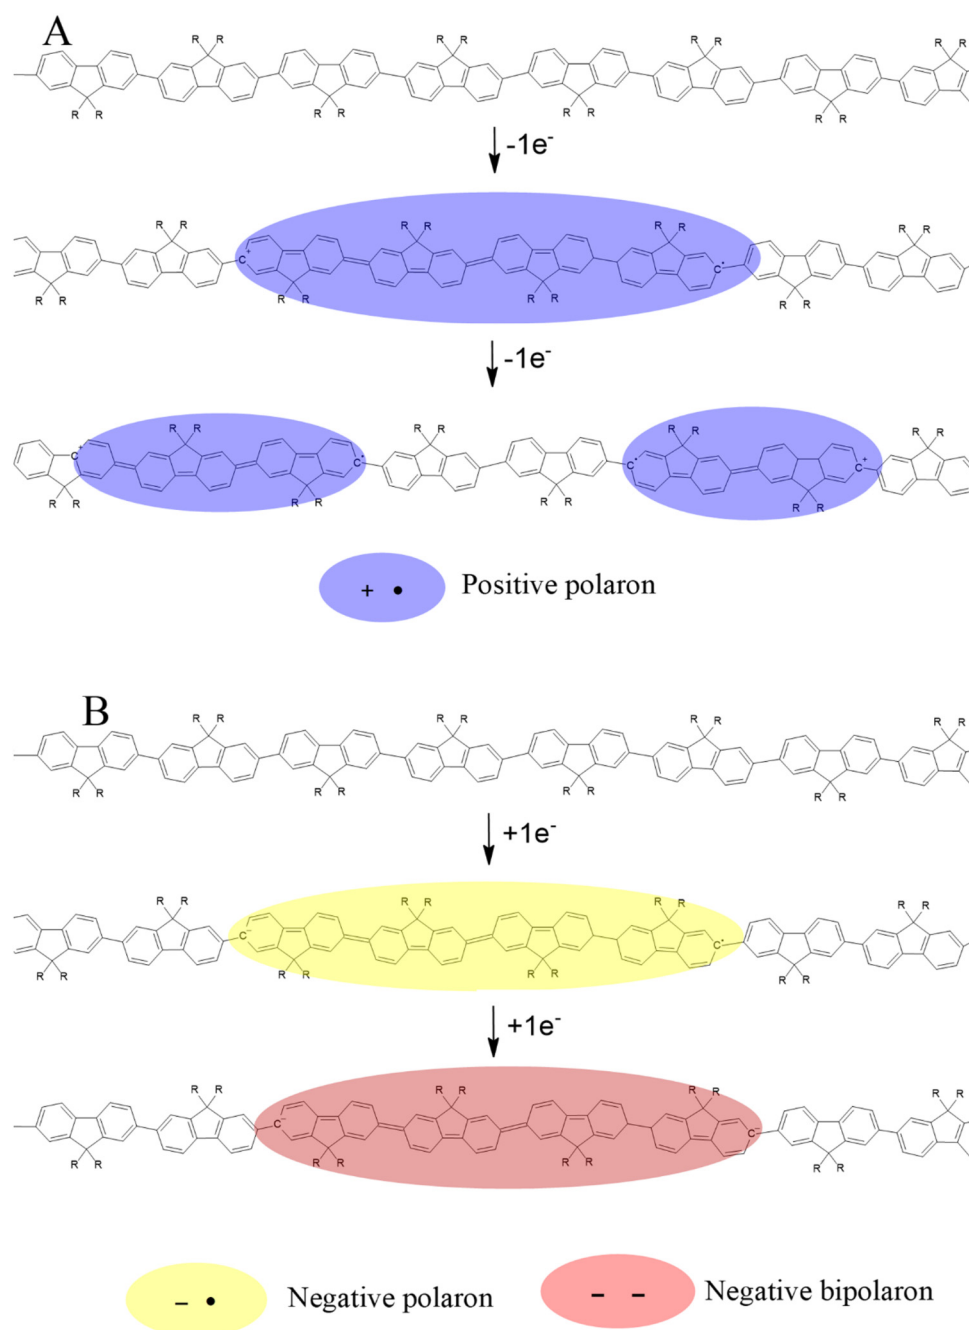 A
R R R R R R R R
R R R R R R R R
-1e⁻
R R R R R R
C⁺ C•
R R R R R R R R
-1e⁻
R R R R R R R R
C⁺ C• C• C⁺
R R R R R R R R
+ • Positive polaron
B
R R R R R R R R
R R R R R R R R
+1e⁻
R R R R R R R R
C⁻ C•
R R R R R R R R
+1e⁻
R R R R R R R R
C⁻ C⁻
R R R R R R R R
− • Negative polaron
− − Negative bipolaron